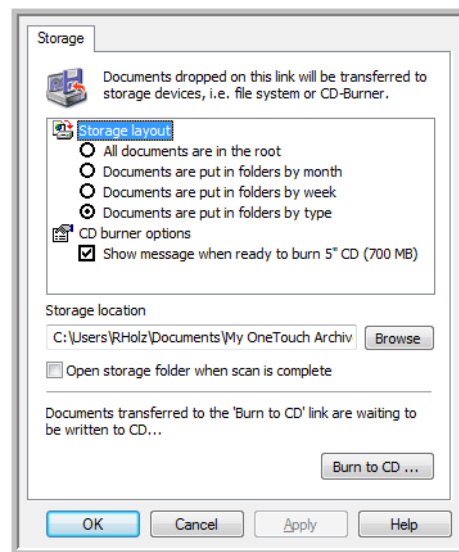 Storage
Documents dropped on this link will be transferred to
storage devices, i.e. file system or CD-Burner.
Storage layout
All documents are in the root
Documents are put in folders by month
Documents are put in folders by week
Documents are put in folders by type
CD burner options
Show message when ready to burn 5" CD (700 MB)
Storage location
C:\Users\RHolz\Documents\My OneTouch Archiv
Browse
Open storage folder when scan is complete
Documents transferred to the 'Burn to CD' link are waiting to
be written to CD...
Burn to CD ...
OK Cancel Apply Help